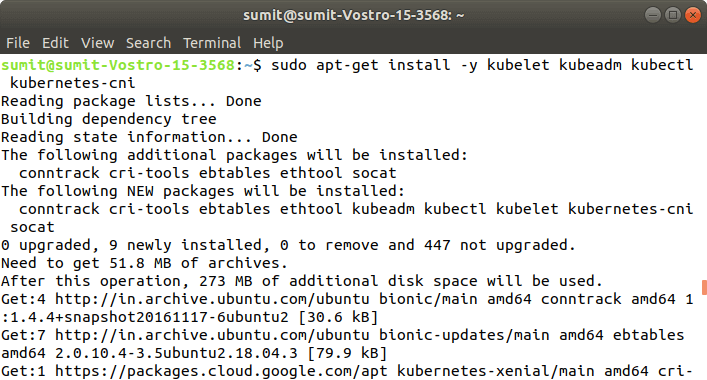 sumit@sumit-Vostro-15-3568: ~
File Edit View Search Terminal Help
sumit@sumit-Vostro-15-3568:~$ sudo apt-get install -y kubelet kubeadm kubectl
 kubernetes-cni
Reading package lists... Done
Building dependency tree
Reading state information... Done
The following additional packages will be installed:
  conntrack cri-tools ebtables ethtool socat
The following NEW packages will be installed:
  conntrack cri-tools ebtables ethtool kubeadm kubectl kubelet kubernetes-cni
 socat
0 upgraded, 9 newly installed, 0 to remove and 447 not upgraded.
Need to get 51.8 MB of archives.
After this operation, 273 MB of additional disk space will be used.
Get:4 http://in.archive.ubuntu.com/ubuntu bionic/main amd64 conntrack amd64 1
:1.4.4+snapshot20161117-6ubuntu2 [30.6 kB]
Get:7 http://in.archive.ubuntu.com/ubuntu bionic-updates/main amd64 ebtables
amd64 2.0.10.4-3.5ubuntu2.18.04.3 [79.9 kB]
Get:1 https://packages.cloud.google.com/apt kubernetes-xenial/main amd64 cri-